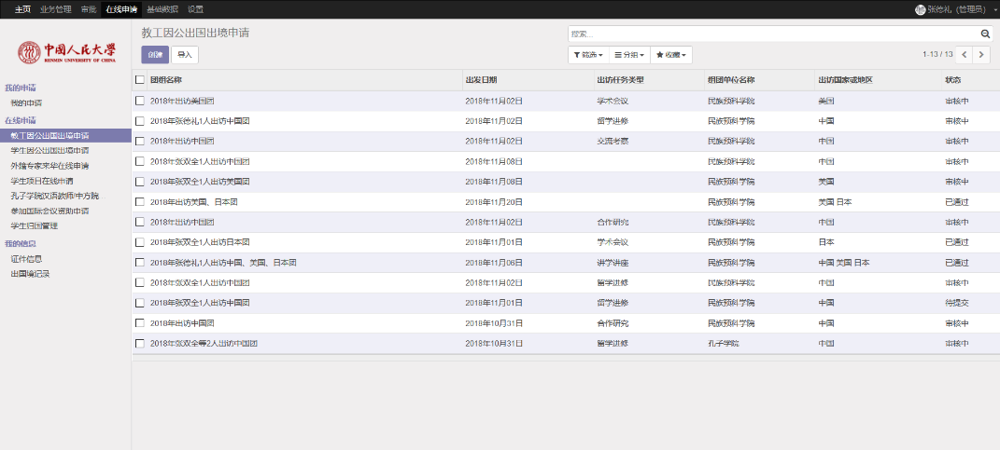 主页 业务管理 审批 在线申请 基础数据 设置 张德礼（管理员）
中国人民大学
RENMIN UNIVERSITY OF CHINA
我的申请
我的申请
在线申请
教工因公出国出境申请
学生因公出国出境申请
外籍专家来华在线申请
学生项目在线申请
孔子学院汉语教师/中方院
参加国际会议资助申请
学生归国管理
我的信息
证件信息
出国境记录
教工因公出国出境申请
搜索...
创建 导入 筛选 分组 收藏 1-13 / 13
团组名称 出发日期 出访任务类型 组团单位名称 出访国家或地区 状态
2018年出访美国团 2018年11月02日 学术会议 民族预科学院 美国 审核中
2018年张德礼1人出访中国团 2018年11月02日 留学进修 民族预科学院 中国 审核中
2018年出访中国团 2018年11月02日 交流考察 民族预科学院 中国 审核中
2018年张双全1人出访中国团 2018年11月08日 民族预科学院 中国 审核中
2018年张双全1人出访美国团 2018年11月08日 民族预科学院 美国 审核中
2018年出访美国、日本团 2018年11月20日 民族预科学院 美国 日本 已通过
2018年出访中国团 2018年11月02日 合作研究 民族预科学院 中国 审核中
2018年张双全1人出访日本团 2018年11月01日 学术会议 民族预科学院 日本 已通过
2018年张德礼1人出访中国、美国、日本团 2018年11月06日 讲学讲座 民族预科学院 中国 美国 日本 已通过
2018年张双全1人出访中国团 2018年11月02日 留学进修 民族预科学院 中国 审核中
2018年张双全1人出访中国团 2018年11月01日 留学进修 民族预科学院 中国 待提交
2018年出访中国团 2018年10月31日 合作研究 民族预科学院 中国 审核中
2018年张双全等2人出访中国团 2018年10月31日 留学进修 孔子学院 中国 审核中